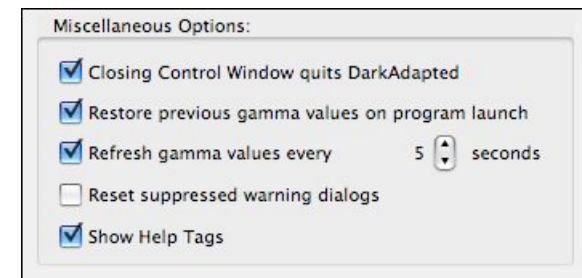 Miscellaneous Options:
Closing Control Window quits DarkAdapted
Restore previous gamma values on program launch
Refresh gamma values every 5 seconds
Reset suppressed warning dialogs
Show Help Tags